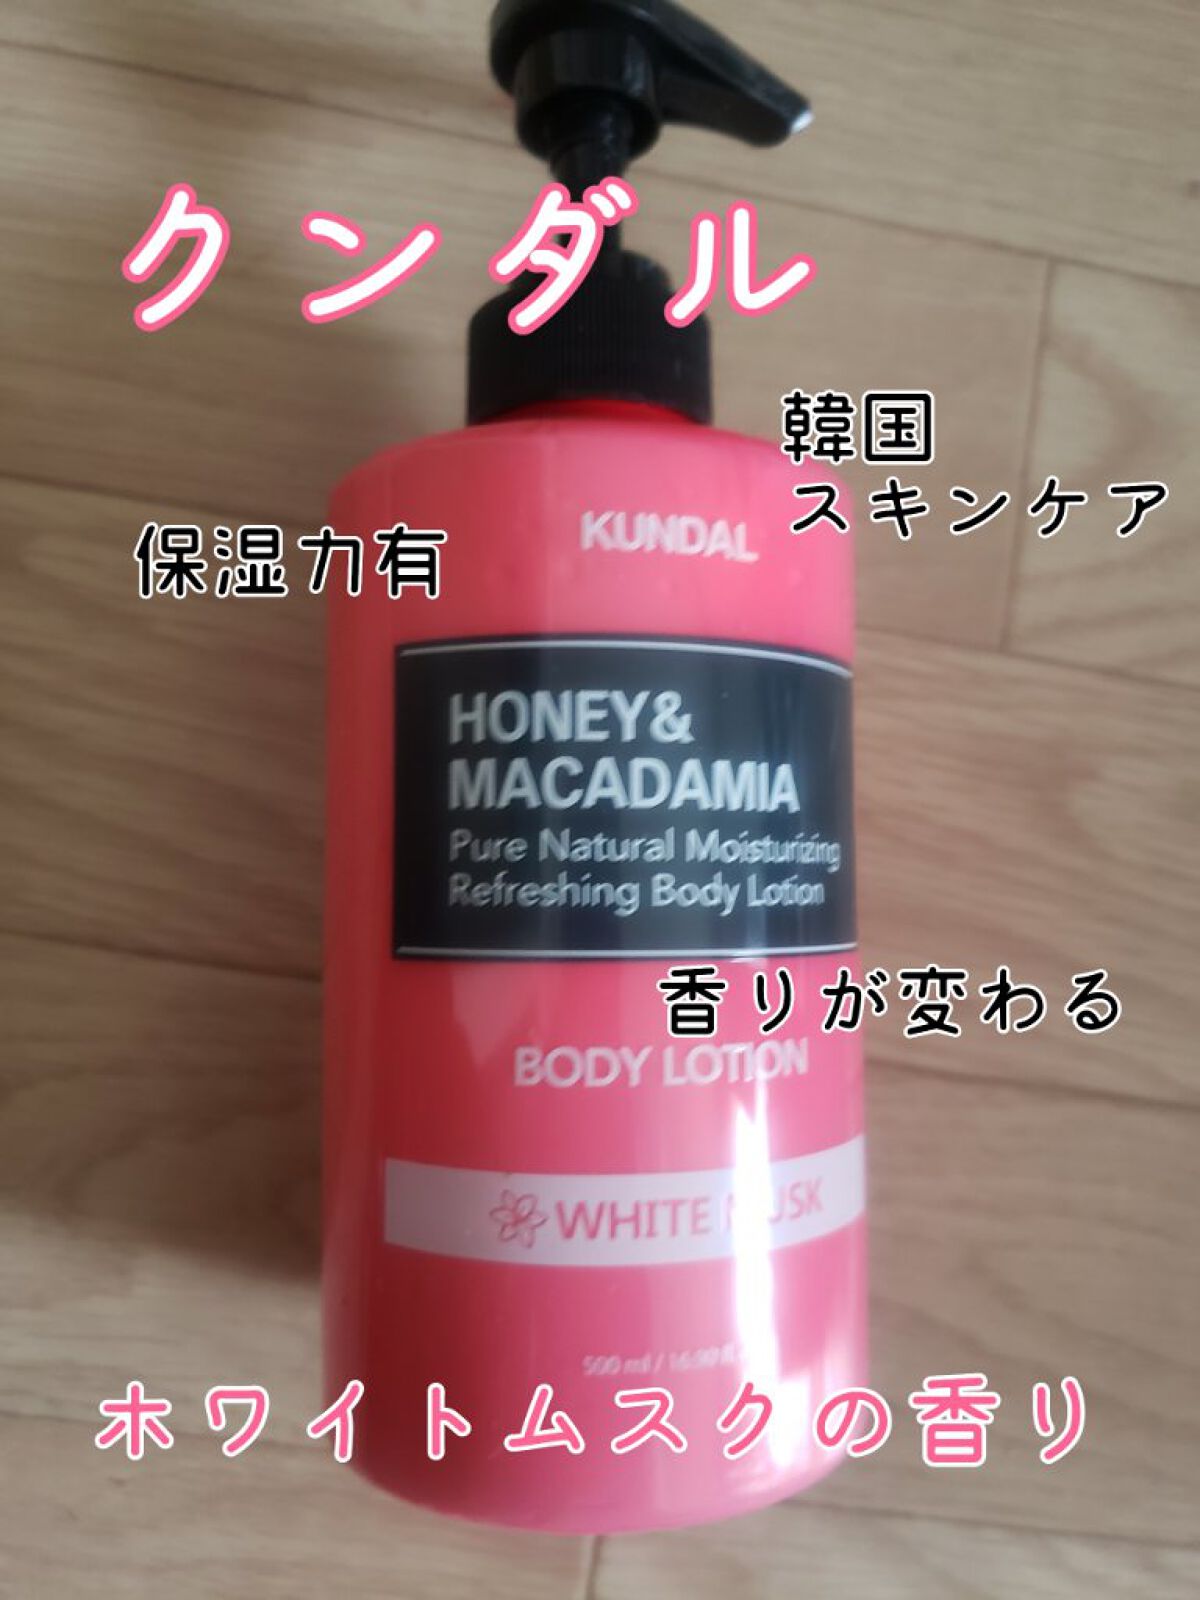 クンダル
韓国
スキンケア
保湿力有
KUNDAL
HONEY&
MACADAMIA
Pure Natural Moisturizing
Refreshing Body Lotion
香りが変わる
BODY LOTION
WHITE MUSK
500 ml /
ホワイトムスクの香り